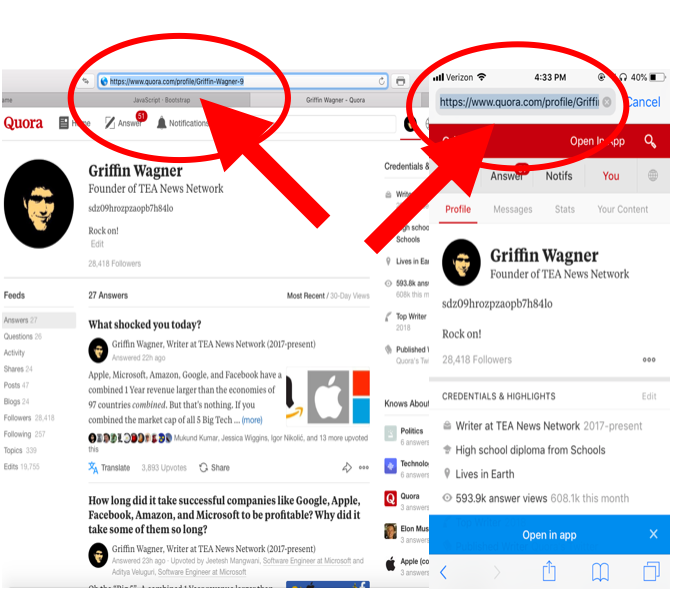 https://www.quora.com/profile/Griffin-Wagner-9
JavaScript · Bootstrap
Griffin Wagner - Quora
Quora
Home
Answer
51
Notifications
Griffin Wagner
Founder of TEA News Network
sdz09hrozpzaopb7h84lo
Rock on!
Edit
28,418 Followers
Feeds
Answers 27
Questions 26
Activity
Shares 24
Posts 47
Blogs 24
Followers 28,418
Following 257
Topics 339
Edits 19,755
27 Answers
Most Recent / 30-Day Views
What shocked you today?
Griffin Wagner, Writer at TEA News Network (2017-present)
Answered 22h ago
Apple, Microsoft, Amazon, Google, and Facebook have a
combined 1 Year revenue larger than the economies of
97 countries combined. But that's nothing. If you
combined the market cap of all 5 Big Tech ... (more)
Mukund Kumar, Jessica Wiggins, Igor Nikolić, and 13 more upvoted
this
Translate 3,893 Upvotes Share
How long did it take successful companies like Google, Apple,
Facebook, Amazon, and Microsoft to be profitable? Why did it
take some of them so long?
Griffin Wagner, Writer at TEA News Network (2017-present)
Answered 23h ago · Upvoted by Jeetesh Mangwani, Software Engineer at Microsoft and
Aditya Veluguri, Software Engineer at Microsoft
Credentials &
High schoo
Schools
Lives in Ear
593.8k ans
608k this m
Top Writer
2018
Published
Quora's Tw
Knows About
Politics
6 answers
Technolo
6 answers
Quora
3 answers
Elon Mus
3 answers
Apple (co
3 answers
Verizon
4:33 PM
40%
https://www.quora.com/profile/Griffi
Cancel
Open In App
Answer
Notifs
You
Profile
Messages
Stats
Your Content
Griffin Wagner
Founder of TEA News Network
sdz09hrozpzaopb7h84lo
Rock on!
28,418 Followers
CREDENTIALS & HIGHLIGHTS
Edit
Writer at TEA News Network 2017-present
High school diploma from Schools
Lives in Earth
593.9k answer views 608.1k this month
Open in app
X